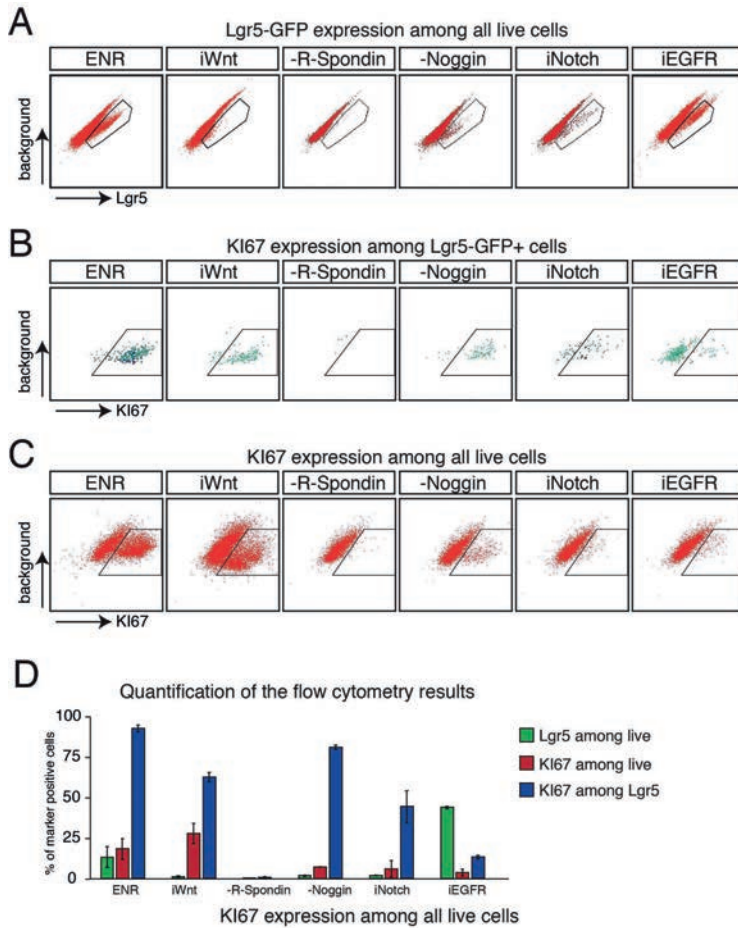 A
Lgr5-GFP expression among all live cells
ENR iWnt -R-Spondin -Noggin iNotch iEGFR
background
Lgr5
B
KI67 expression among Lgr5-GFP+ cells
ENR iWnt -R-Spondin -Noggin iNotch iEGFR
background
KI67
C
KI67 expression among all live cells
ENR iWnt -R-Spondin -Noggin iNotch iEGFR
background
KI67
D
Quantification of the flow cytometry results
% of marker positive cells
100
75
50
25
0
ENR iWnt -R-Spondin -Noggin iNotch iEGFR
Lgr5 among live
KI67 among live
KI67 among Lgr5
KI67 expression among all live cells